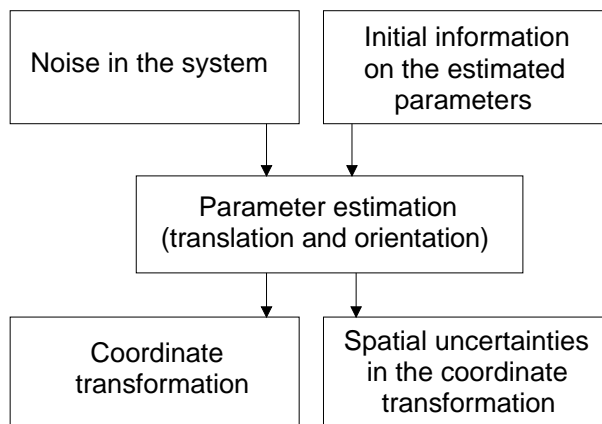 Noise in the system
Initial information
on the estimated
parameters
Parameter estimation
(translation and orientation)
Coordinate
transformation
Spatial uncertainties
in the coordinate
transformation